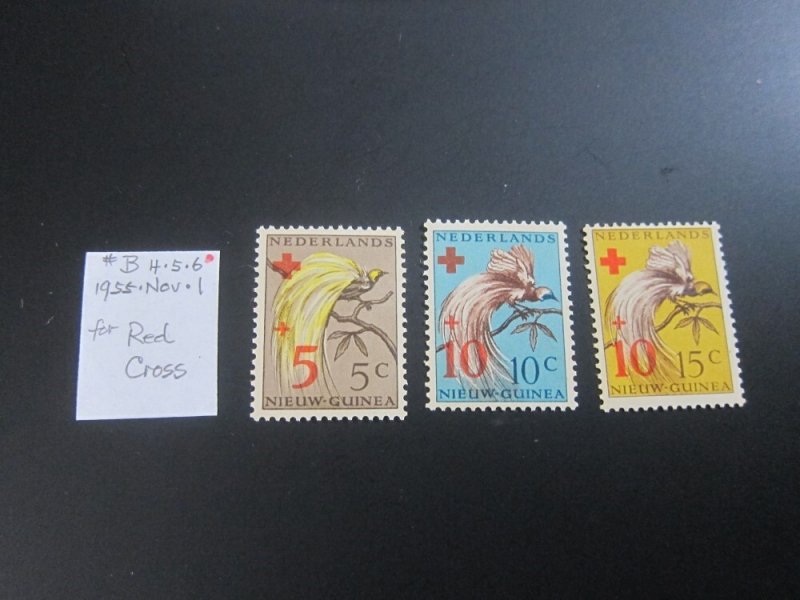 # B 4.5.6
1955.Nov.1
for Red
Cross
NEDERLANDS
+5 5C
NIEUW-GUINEA
NEDERLANDS
+10 10C
NIEUW-GUINEA
NEDERLANDS
+10 15C
NIEUW-GUINEA